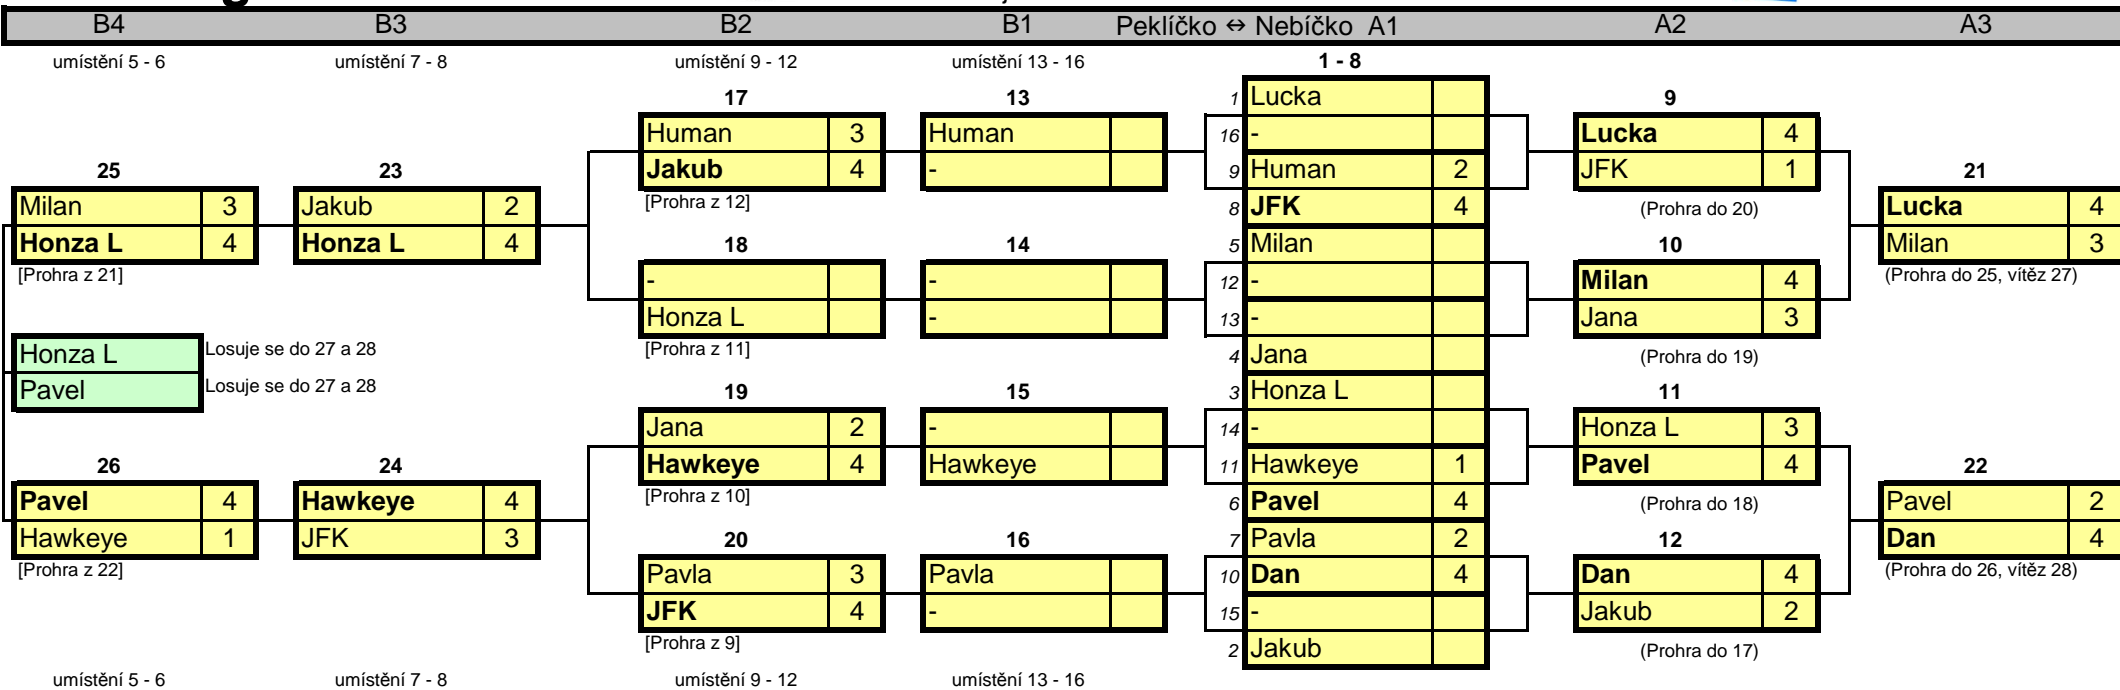 B4 B3 B2 B1 Peklíčko ↔ Nebíčko A1 A2 A3
umístění 5 - 6 umístění 7 - 8 umístění 9 - 12 umístění 13 - 16 1 - 8
17 13 1 Lucka 9
Human 3 Human 16 - Lucka 4
25 23 Jakub 4 - 9 Human 2 JFK 1 21
Milan 3 Jakub 2 [Prohra z 12] 8 JFK 4 (Prohra do 20) Lucka 4
Honza L 4 Honza L 4 18 14 5 Milan 10 Milan 3
[Prohra z 21] - - 12 - Milan 4 (Prohra do 25, vítěz 27)
Honza L - 13 - Jana 3
Honza L Losuje se do 27 a 28 [Prohra z 11] 4 Jana (Prohra do 19)
Pavel Losuje se do 27 a 28 19 15 3 Honza L 11
Jana 2 - 14 - Honza L 3
26 24 Hawkeye 4 Hawkeye 11 Hawkeye 1 Pavel 4 22
Pavel 4 Hawkeye 4 [Prohra z 10] 6 Pavel 4 (Prohra do 18) Pavel 2
Hawkeye 1 JFK 3 20 16 7 Pavla 2 12 Dan 4
[Prohra z 22] Pavla 3 Pavla 10 Dan 4 Dan 4 (Prohra do 26, vítěz 28)
JFK 4 - 15 - Jakub 2
[Prohra z 9] 2 Jakub (Prohra do 17)
umístění 5 - 6 umístění 7 - 8 umístění 9 - 12 umístění 13 - 16